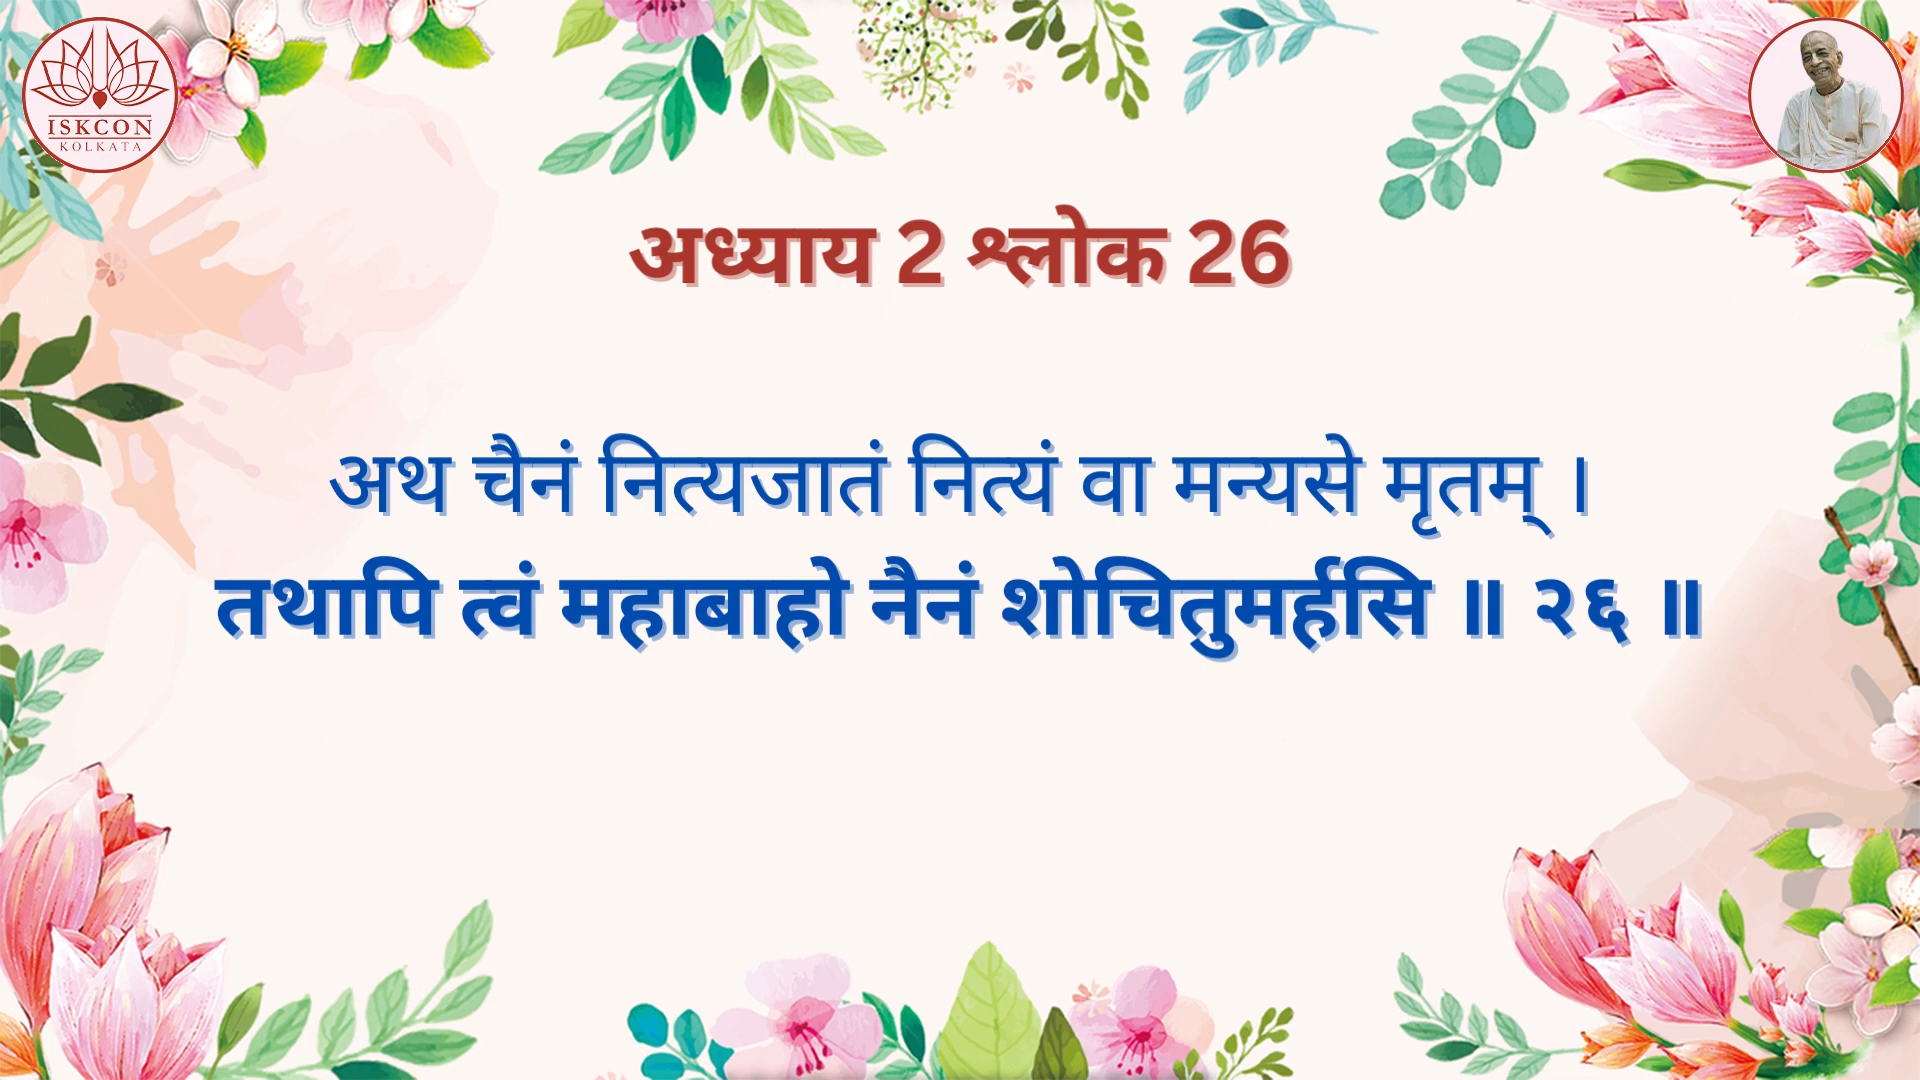 ISKCON
KOLKATA
अध्याय 2 श्लोक 26
अथ चैनं नित्यजातं नित्यं वा मन्यसे मृतम् ।
तथापि त्वं महाबाहो नैनं शोचितुमर्हसि ॥ २६ ॥